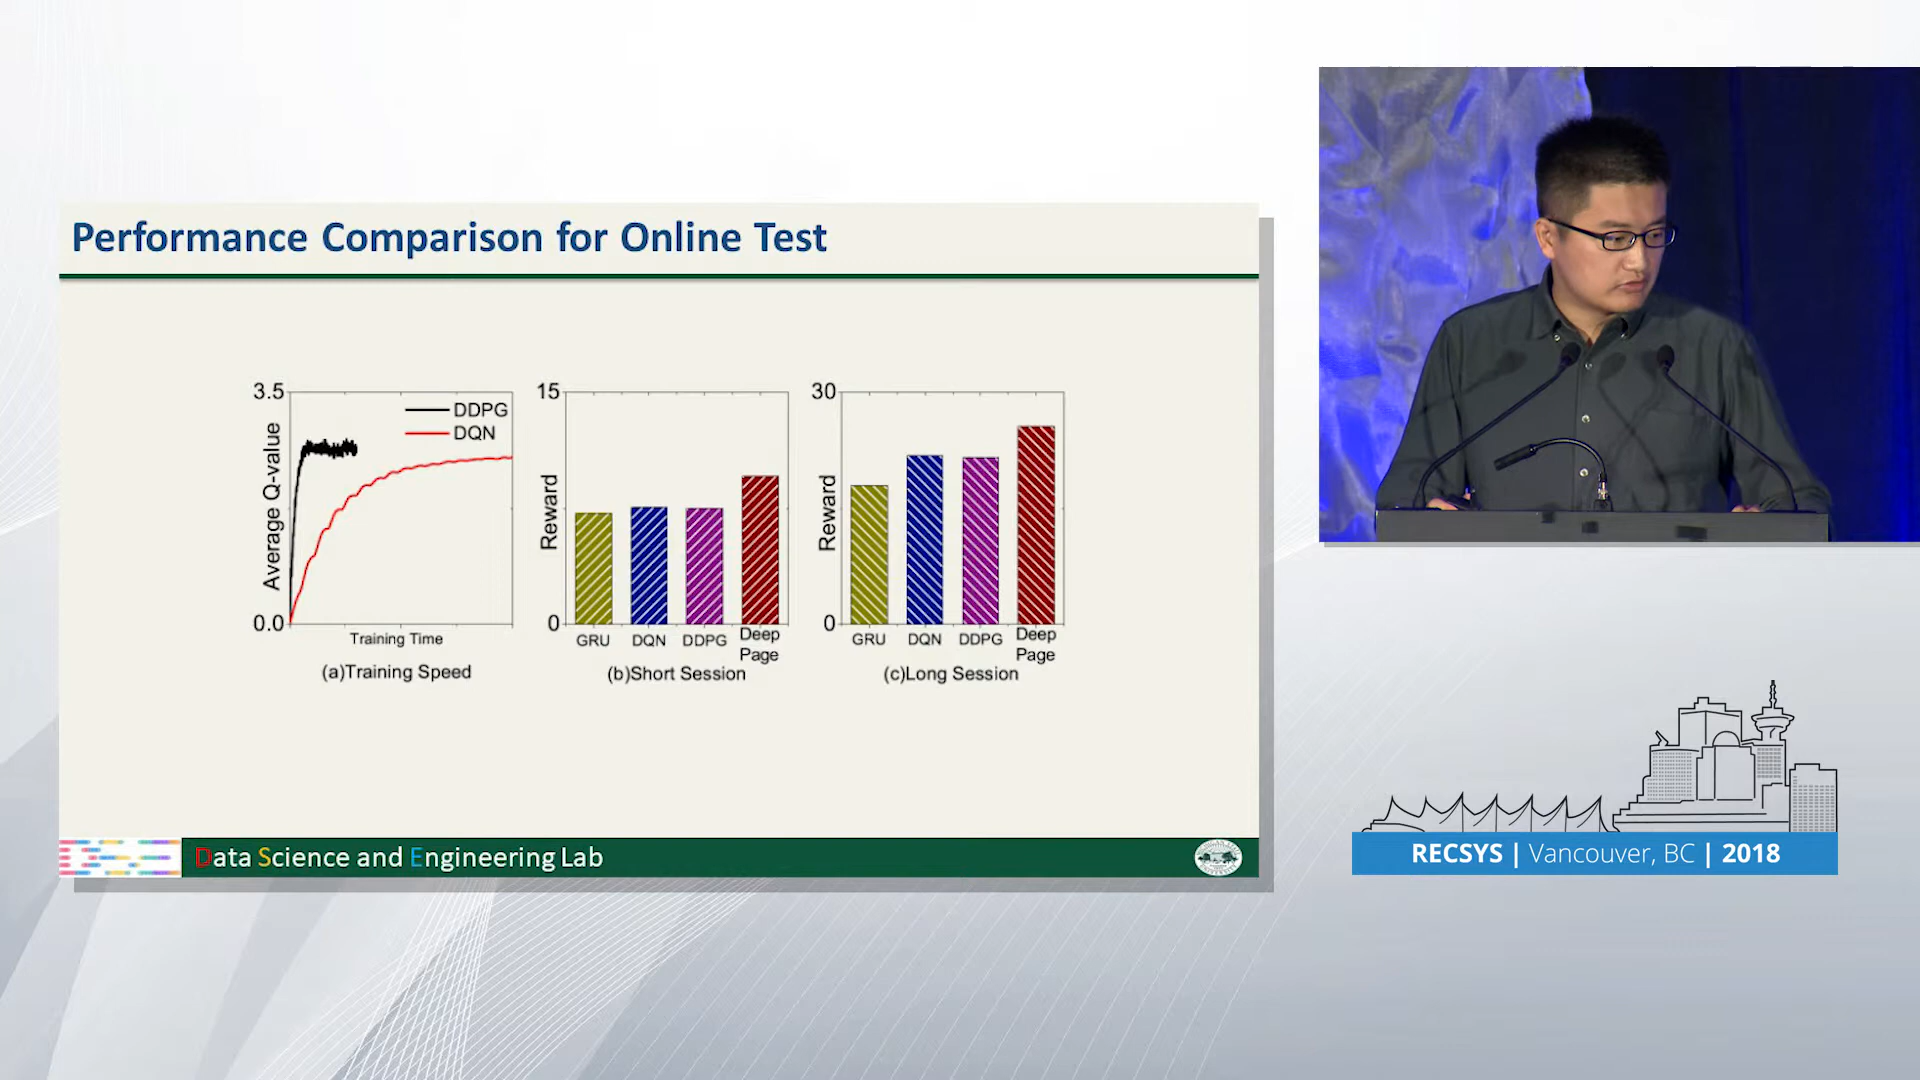 Performance Comparison for Online Test
3.5
DDPG
DQN
Average Q-value
0.0
Training Time
(a)Training Speed
15
Reward
0
GRU DQN DDPG Deep Page
(b)Short Session
30
Reward
0
GRU DQN DDPG Deep Page
(c)Long Session
Data Science and Engineering Lab
RECSYS | Vancouver, BC | 2018